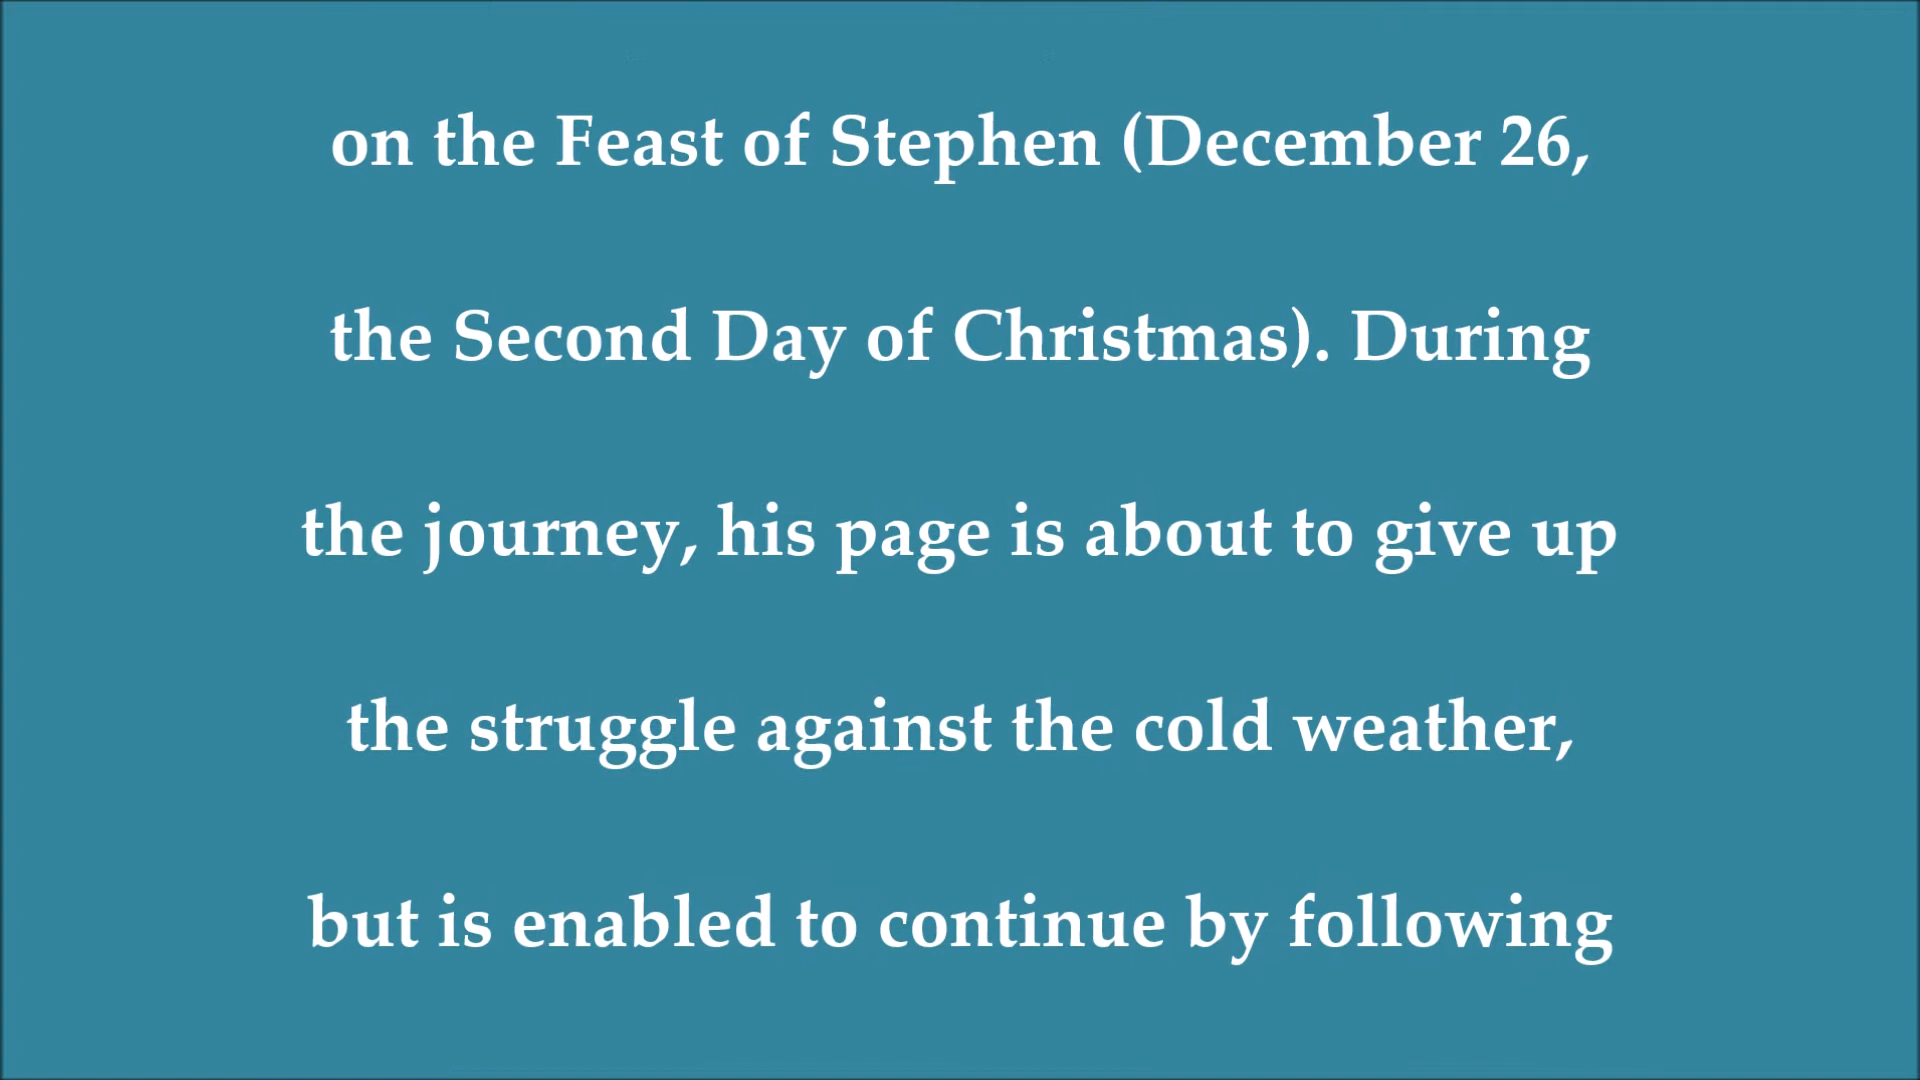 on the Feast of Stephen (December 26,
the Second Day of Christmas). During
the journey, his page is about to give up
the struggle against the cold weather,
but is enabled to continue by following